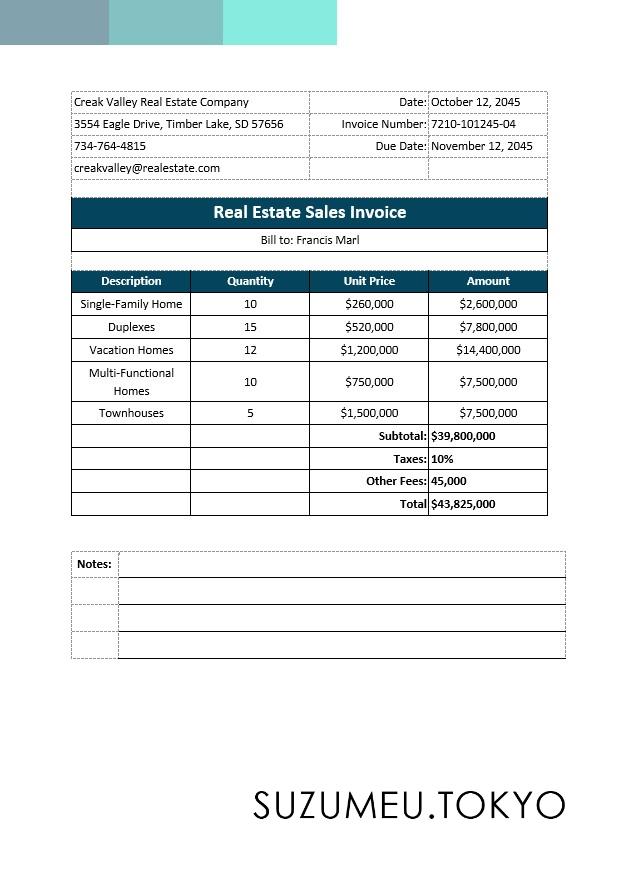 Creak Valley Real Estate Company Date: October 12, 2045
3554 Eagle Drive, Timber Lake, SD 57656 Invoice Number: 7210-101245-04
734-764-4815 Due Date: November 12, 2045
creakvalley@realestate.com
Real Estate Sales Invoice
Bill to: Francis Marl
Description Quantity Unit Price Amount
Single-Family Home 10 $260,000 $2,600,000
Duplexes 15 $520,000 $7,800,000
Vacation Homes 12 $1,200,000 $14,400,000
Multi-Functional
Homes 10 $750,000 $7,500,000
Townhouses 5 $1,500,000 $7,500,000
Subtotal: $39,800,000
Taxes: 10%
Other Fees: 45,000
Total $43,825,000
Notes:
SUZUMEU.TOKYO